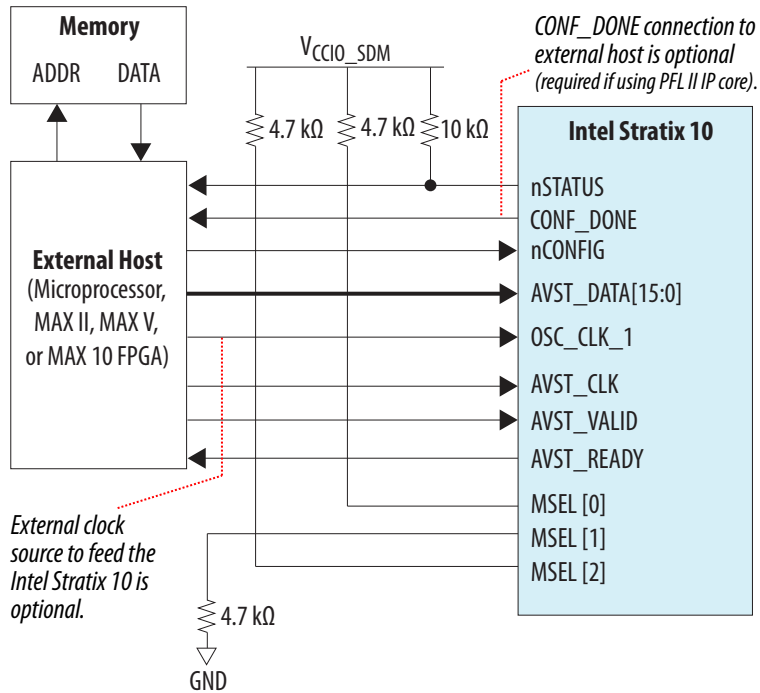 Memory
ADDR DATA
VCCIO_SDM
CONF_DONE connection to
external host is optional
(required if using PFL II IP core).
4.7 kΩ 4.7 kΩ 10 kΩ
External Host
(Microprocessor,
MAX II, MAX V,
or MAX 10 FPGA)
Intel Stratix 10
nSTATUS
CONF_DONE
nCONFIG
AVST_DATA[15:0]
OSC_CLK_1
AVST_CLK
AVST_VALID
AVST_READY
MSEL [0]
MSEL [1]
MSEL [2]
External clock
source to feed the
Intel Stratix 10 is
optional.
4.7 kΩ
GND